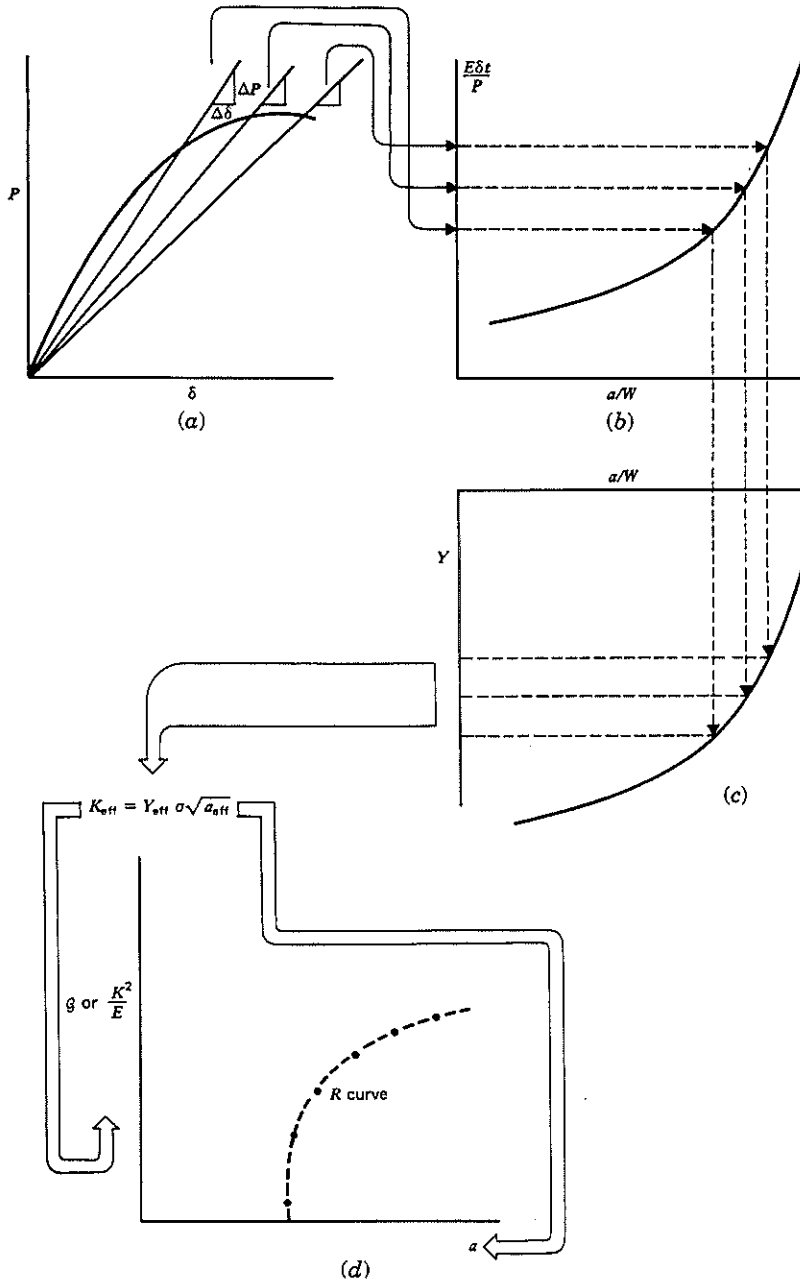 P
ΔP
Δδ
δ
(a)
Eδt
P
a/W
(b)
a/W
Y
(c)
K_eff = Y_eff σ√a_eff
𝒢 or K²
E
R curve
a
(d)